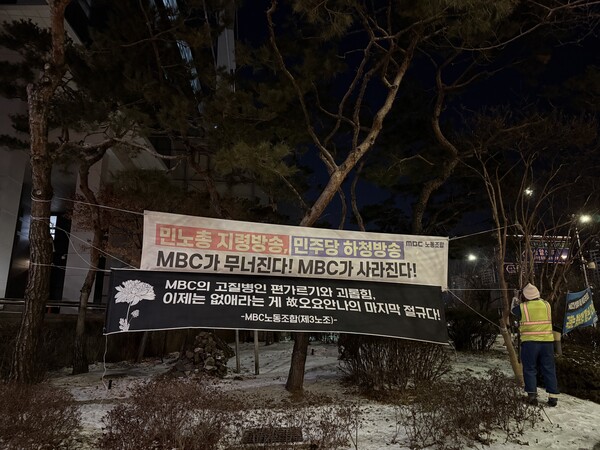 민노총 지령방송, 민주당 하청방송 mbc 노동조합
MBC가 무너진다! MBC가 사라진다!
MBC의 고질병인 편가르기와 괴롭힘,
이제는 없애라는 게 故오요안나의 마지막 절규다!
-MBC노동조합(제3노조)-